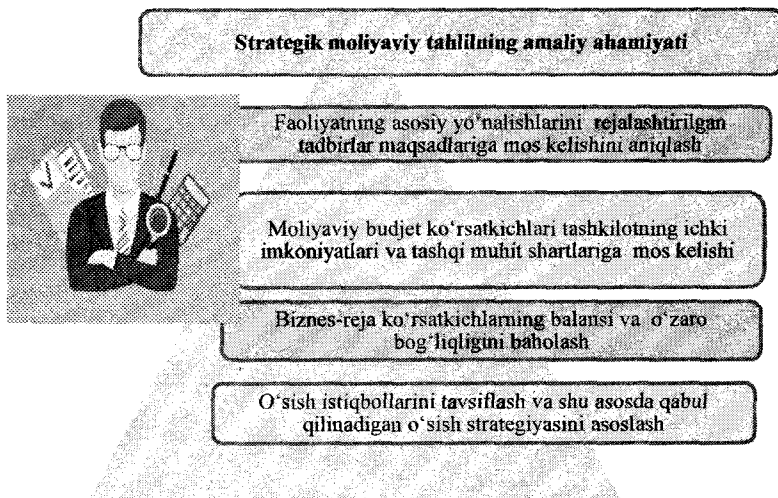 Strategik moliyaviy tahlilning amaliy ahamiyati
Faoliyatning asosiy yo‘nalishlarini rejalashtirilgan
tadbirlar maqsadlariga mos kelishini aniqlash
Moliyaviy budjet ko‘rsatkichlari tashkilotning ichki
imkoniyatlari va tashqi muhit shartlariga mos kelishi
Biznes-reja ko‘rsatkichlarning balansi va o‘zaro
bog‘liqligini baholash
O‘sish istiqbollarini tavsiflash va shu asosda qabul
qilinadigan o‘sish strategiyasini asoslash